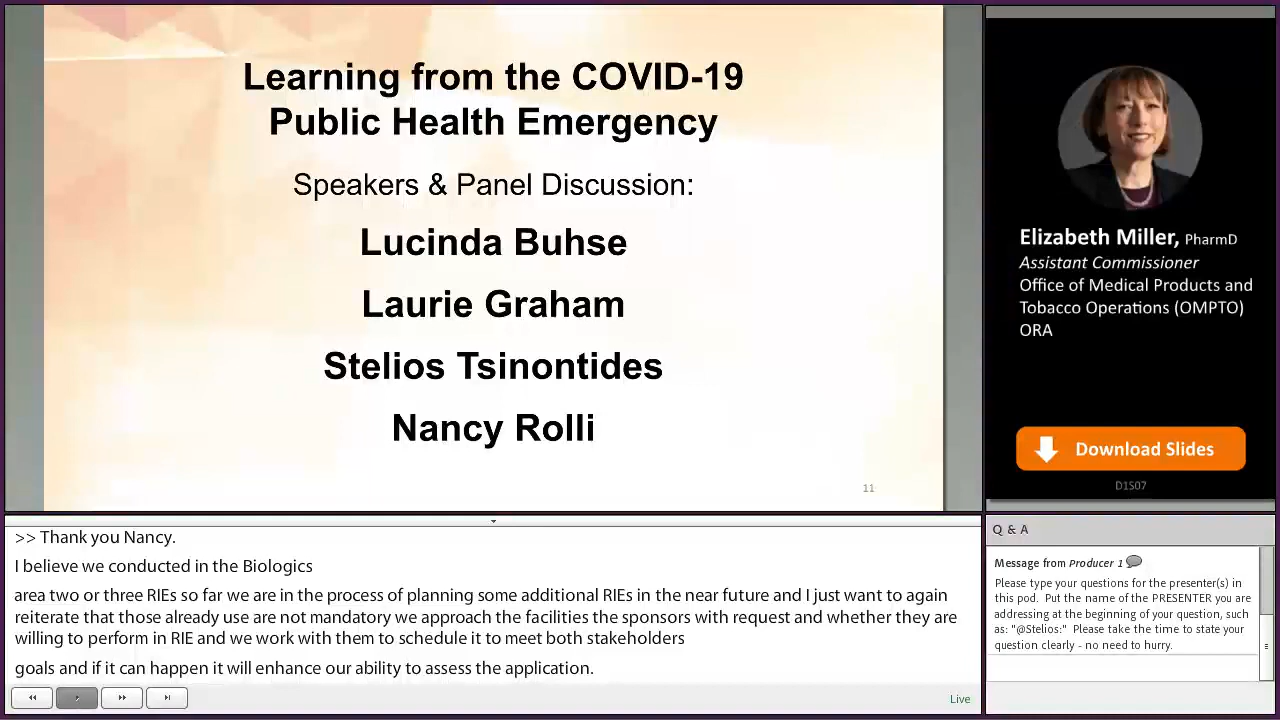 Learning from the COVID-19
Public Health Emergency
Speakers & Panel Discussion:
Lucinda Buhse
Laurie Graham
Stelios Tsinontides
Nancy Rolli
11
Elizabeth Miller, PharmD
Assistant Commissioner
Office of Medical Products and
Tobacco Operations (OMPTO)
ORA
Download Slides
D1S07
>> Thank you Nancy.
I believe we conducted in the Biologics
area two or three RIEs so far we are in the process of planning some additional RIEs in the near future and I just want to again
reiterate that those already use are not mandatory we approach the facilities the sponsors with request and whether they are
willing to perform in RIE and we work with them to schedule it to meet both stakeholders
goals and if it can happen it will enhance our ability to assess the application.
Live
Q & A
Message from Producer 1
Please type your questions for the presenter(s) in
this pod. Put the name of the PRESENTER you are
addressing at the beginning of your question, such
as: "@Stelios:" Please take the time to state your
question clearly - no need to hurry.